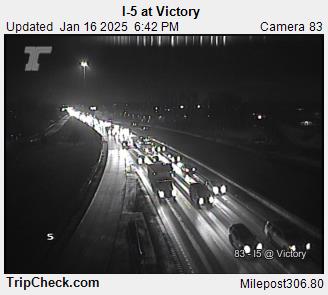 I-5 at Victory
Updated Jan 16 2025 6:42 PM Camera 83
T
S
83 - I5 @ Victory
TripCheck.com Milepost306.80